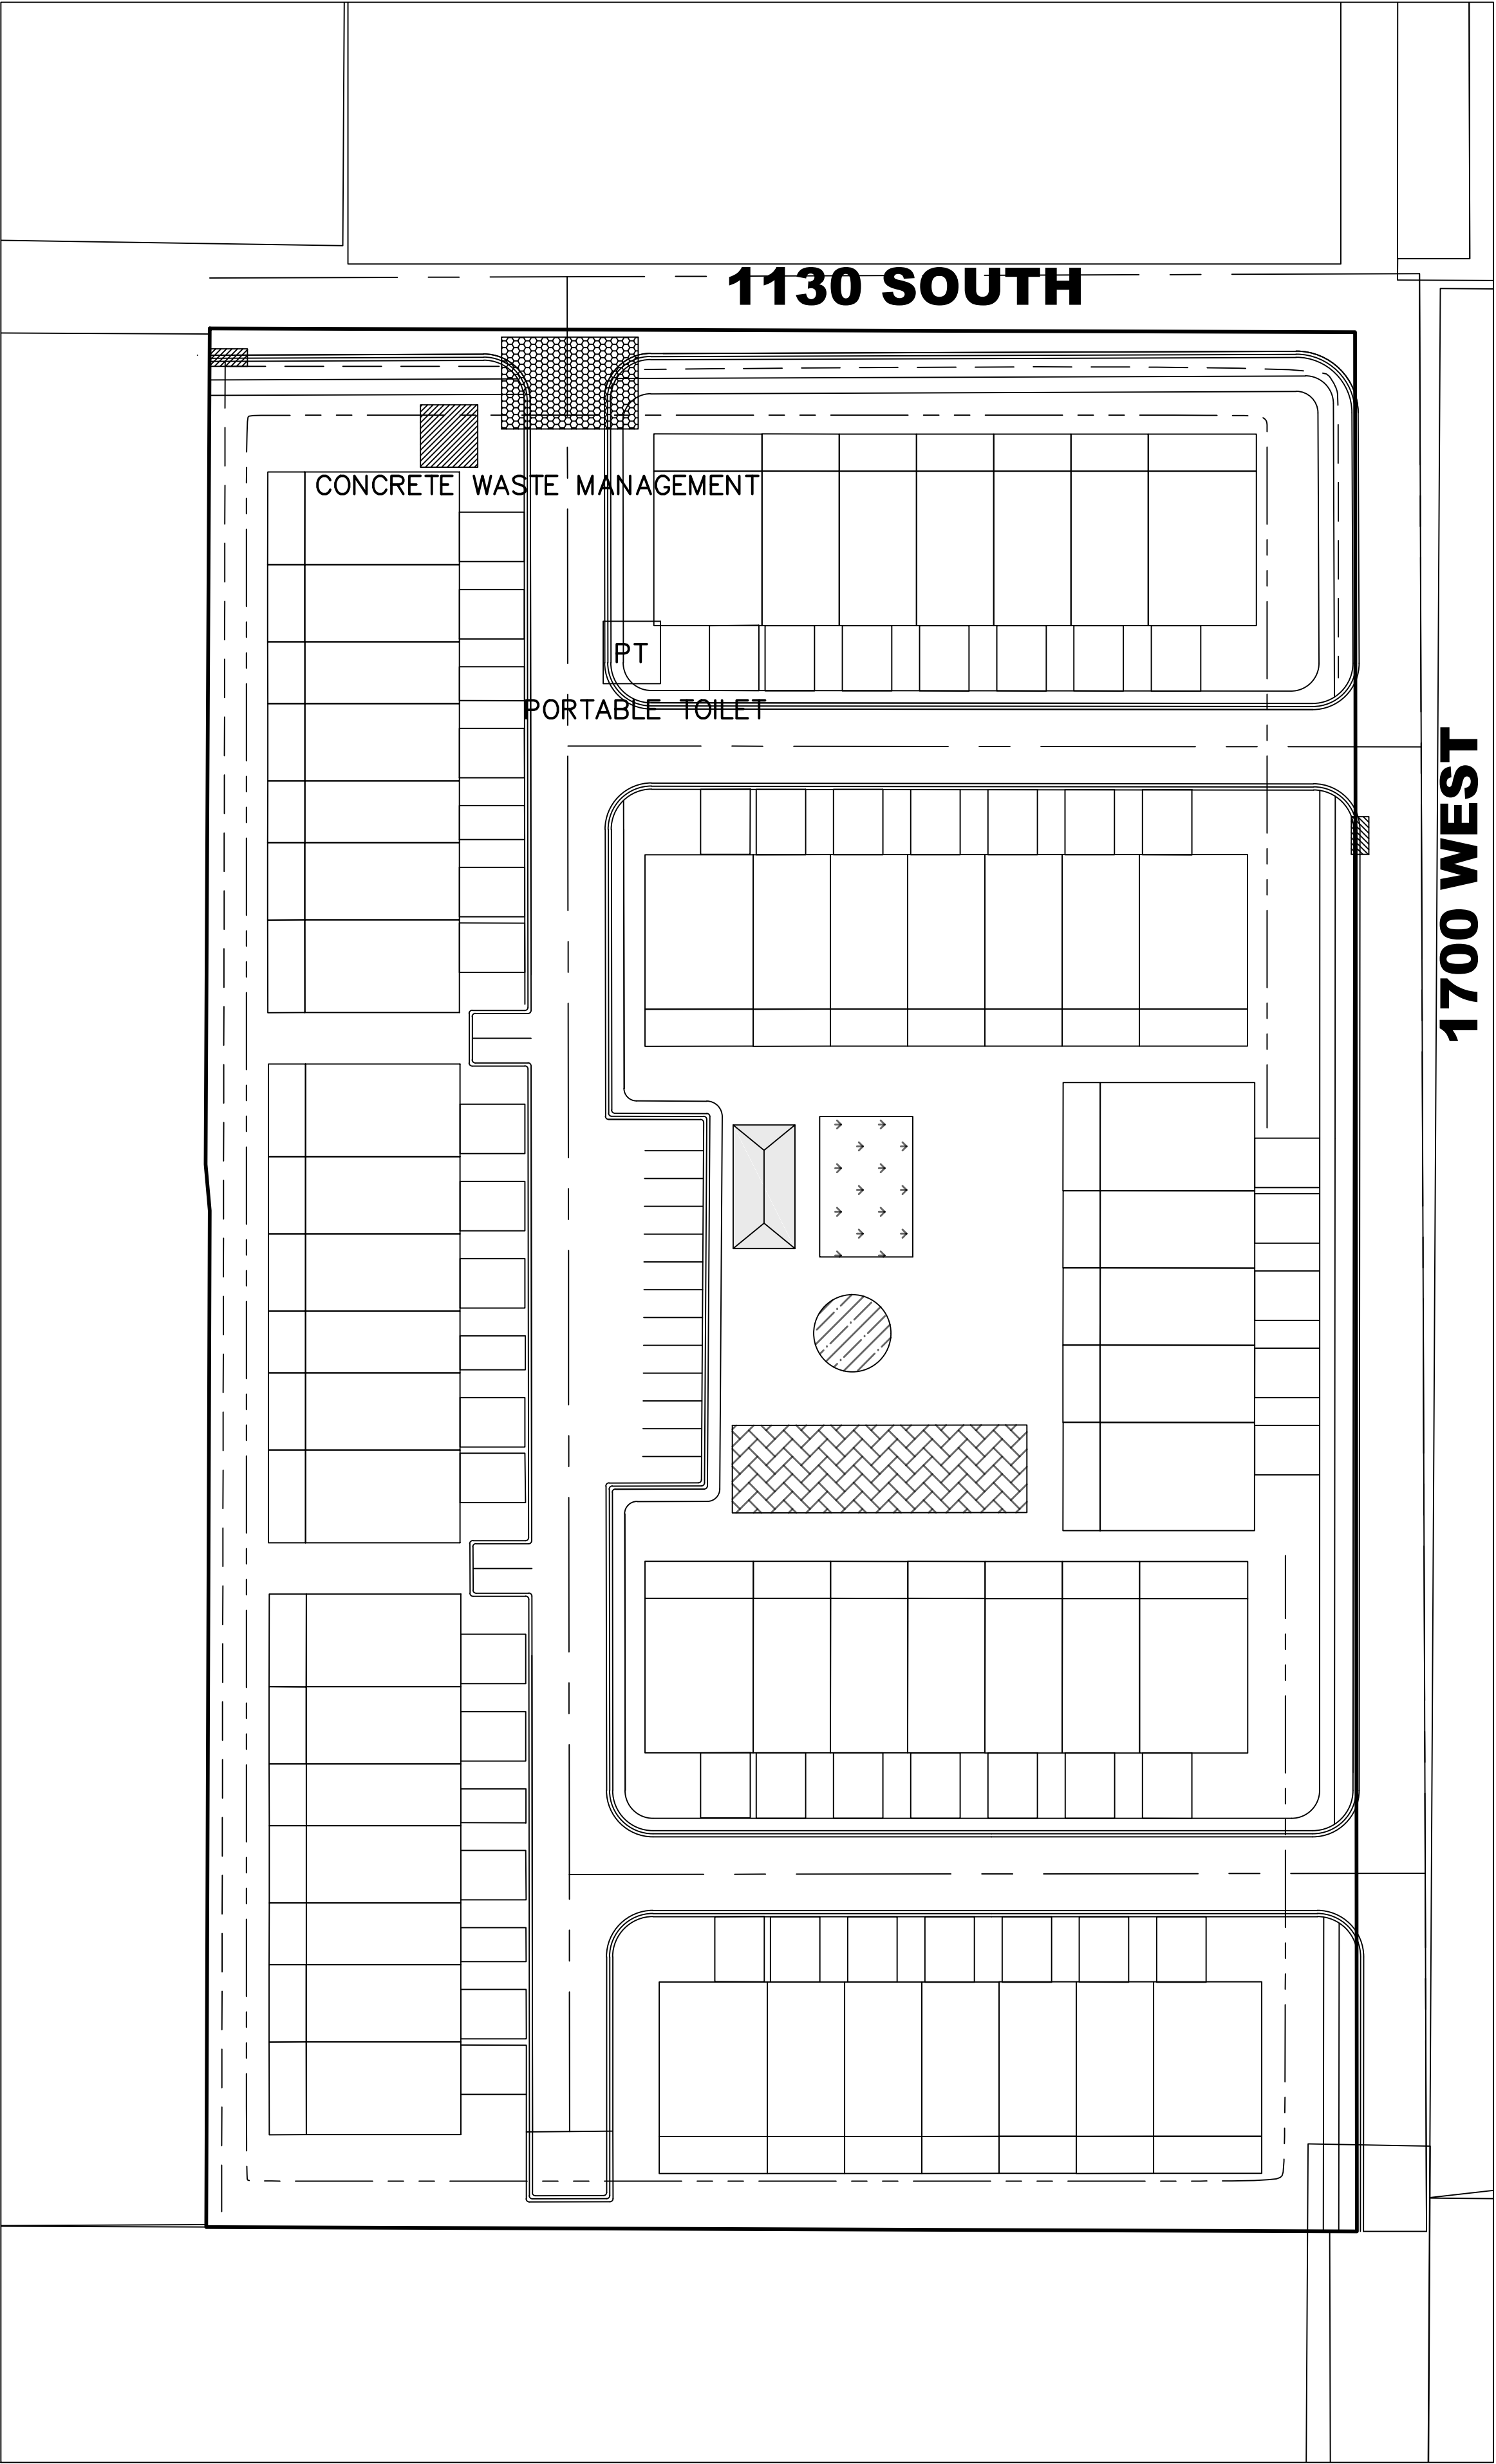 1130 SOUTH
CONCRETE WASTE MANAGEMENT
PT
PORTABLE TOILET
1700 WEST